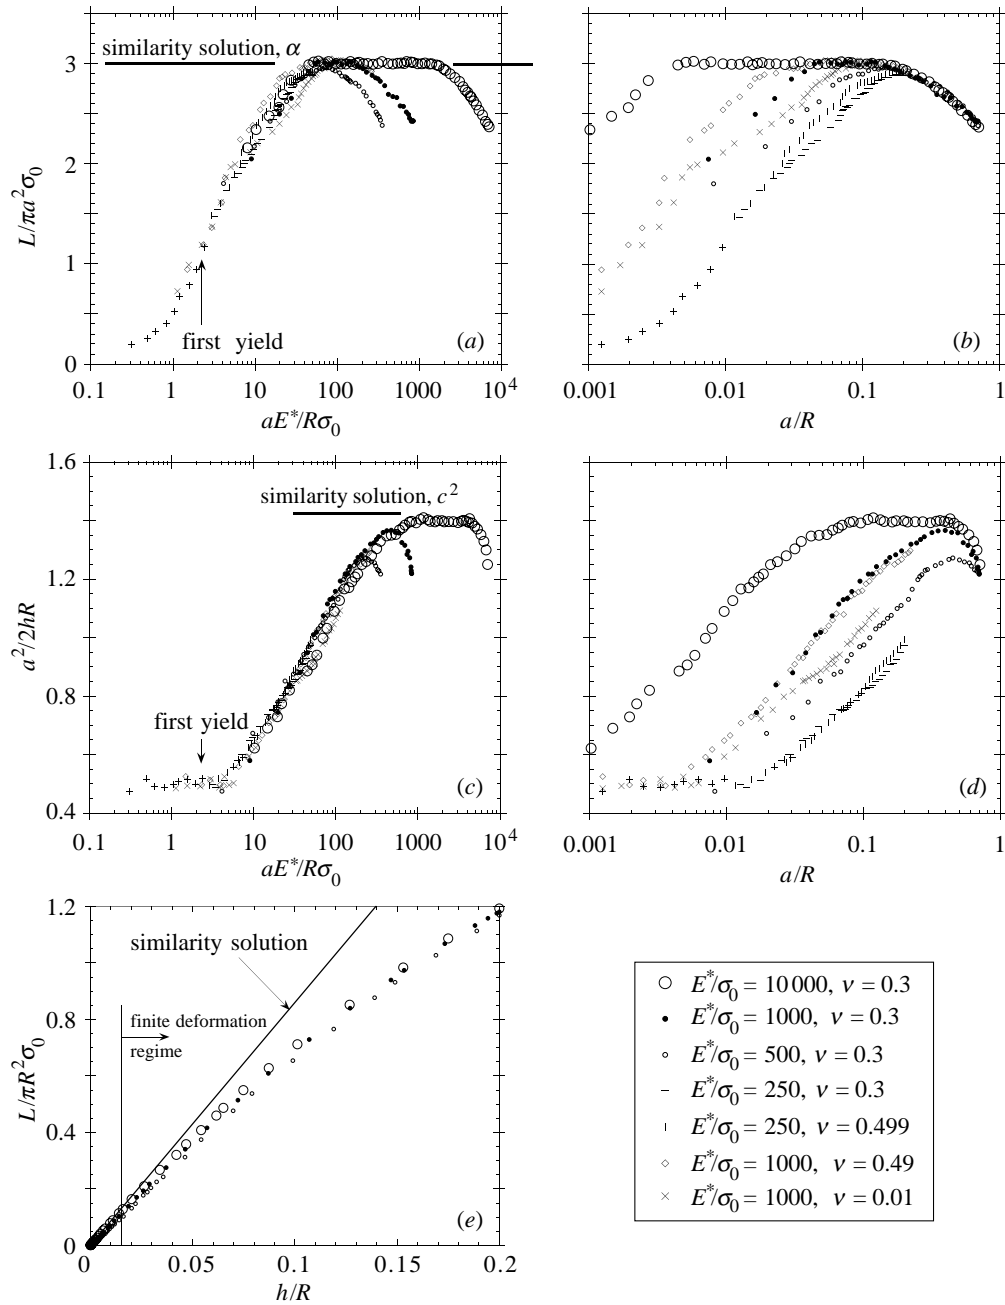 similarity solution, α
first yield
(a)
L/πa²σ₀
0
1
2
3
0.1
1
10
100
1000
10⁴
aE*/Rσ₀
(b)
0.001
0.01
0.1
1
a/R
similarity solution, c²
first yield
(c)
a²/2hR
0.4
0.8
1.2
1.6
0.1
1
10
100
1000
10⁴
aE*/Rσ₀
(d)
0.001
0.01
0.1
1
a/R
similarity solution
finite deformation
regime
(e)
L/πR²σ₀
0
0.4
0.8
1.2
0
0.05
0.1
0.15
0.2
h/R
E*/σ₀ = 10 000, ν = 0.3
E*/σ₀ = 1000, ν = 0.3
E*/σ₀ = 500, ν = 0.3
E*/σ₀ = 250, ν = 0.3
E*/σ₀ = 250, ν = 0.499
E*/σ₀ = 1000, ν = 0.49
E*/σ₀ = 1000, ν = 0.01